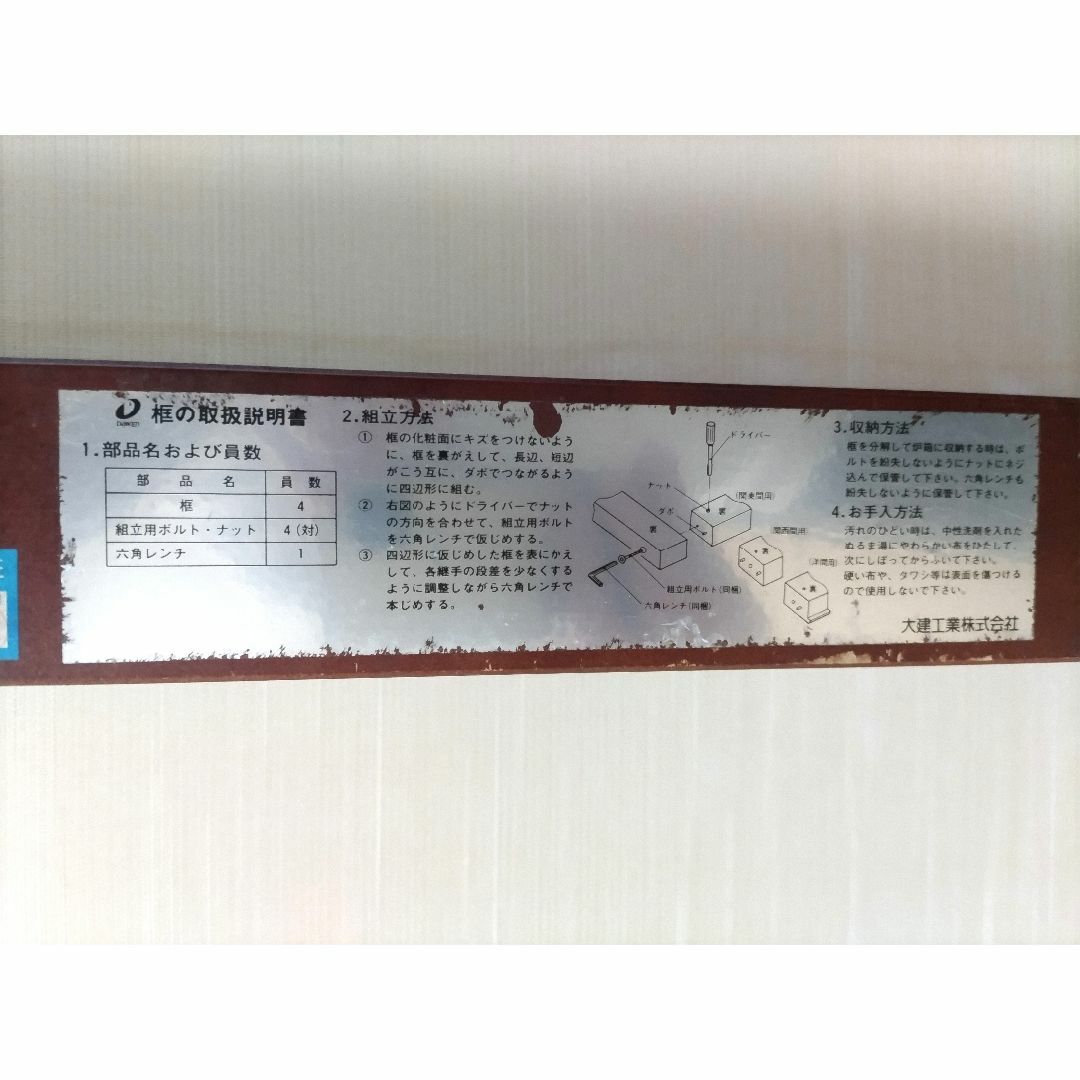 DAIKEN
框の取扱説明書
1.部品名および員数
部品名 員数
框 4
組立用ボルト・ナット 4(対)
六角レンチ 1
2.組立方法
① 框の化粧面にキズをつけないよう
に、框を裏がえして、長辺、短辺
がこう互に、ダボでつながるよう
に四辺形に組む。
② 右図のようにドライバーでナット
の方向を合わせて、組立用ボルト
を六角レンチで仮じめする。
③ 四辺形に仮じめした框を表にかえ
して、各継手の段差を少なくする
ように調整しながら六角レンチで
本じめする。
ドライバー
ナット
ダボ
裏
裏
(関東間用)
裏
関西間用)
裏
(洋間用)
組立用ボルト(同梱)
六角レンチ(同梱)
3.収納方法
框を分解して炉箱に収納する時は、ボ
ルトを紛失しないようにナットにネジ
込んで保管して下さい。六角レンチも
紛失しないように保管して下さい。
4.お手入方法
汚れのひどい時は、中性洗剤を入れた
ぬるま湯にやわらかい布をひたして、
次にしぼってからふいて下さい。
硬い布や、タワシ等は表面を傷つける
ので使用しないで下さい。
大建工業株式会社